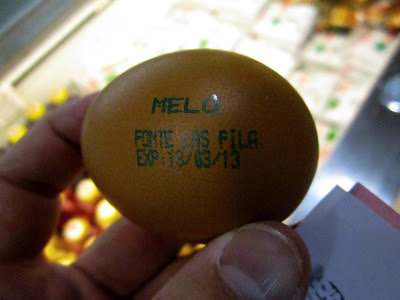 MELO
PONTE LAS PILA
EXP:13/03/13